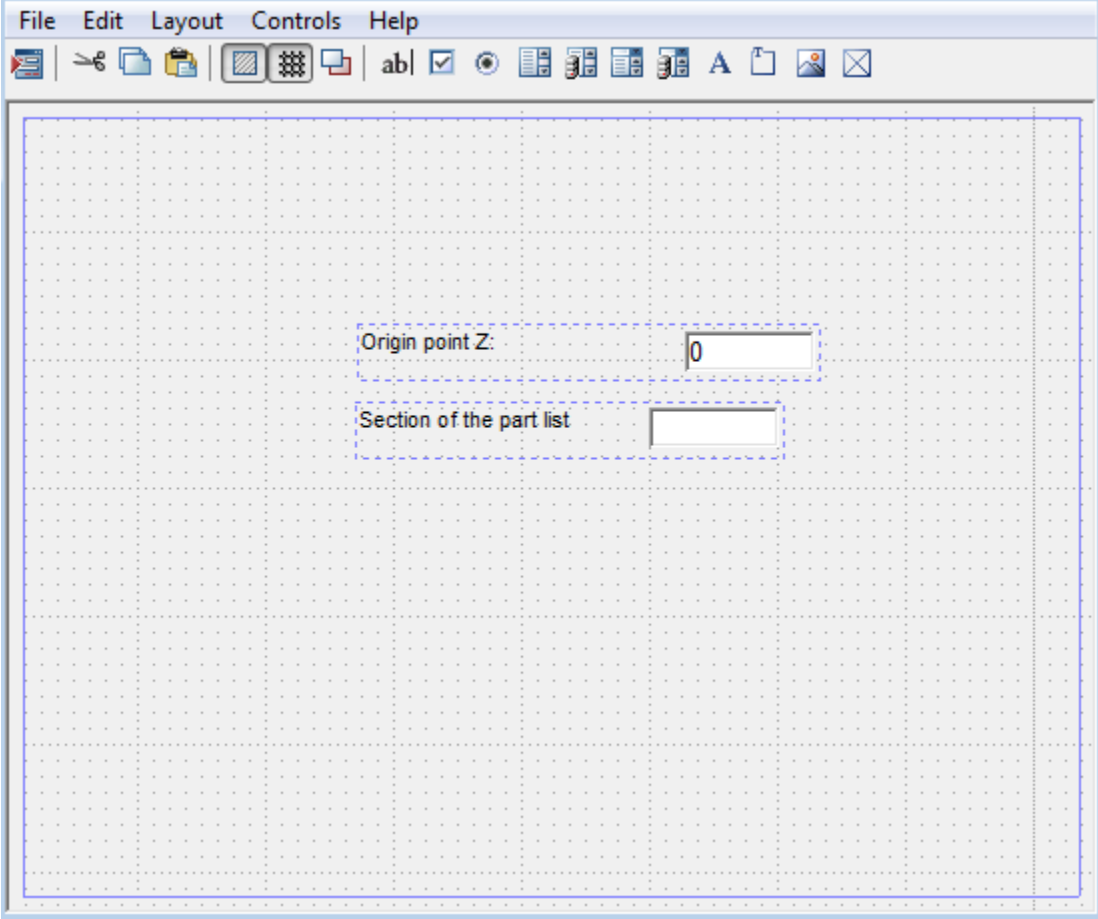 File Edit Layout Controls Help
ab| A
Origin point Z: 0
Section of the part list